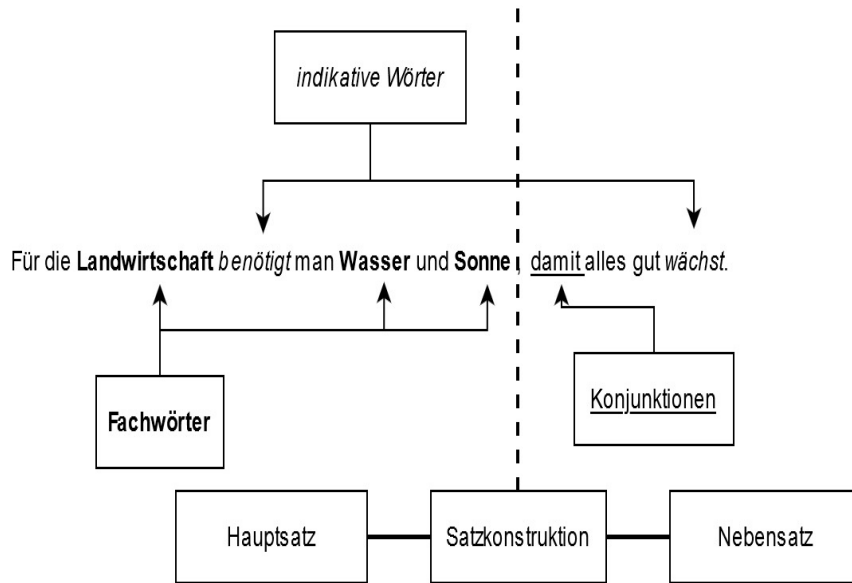 indikative Wörter
Für die Landwirtschaft benötigt man Wasser und Sonne, damit alles gut wächst.
Fachwörter
Konjunktionen
Hauptsatz
Satzkonstruktion
Nebensatz